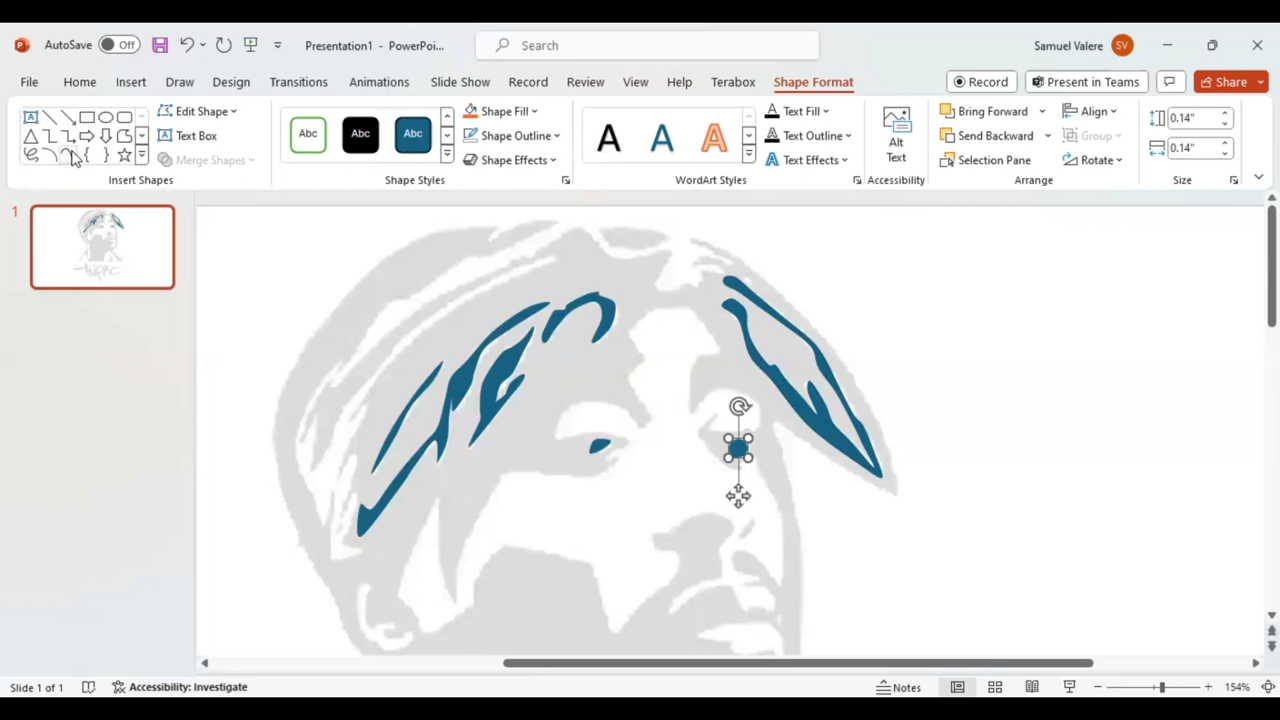 AutoSave Off Presentation1 - PowerPoi... Search Samuel Valere SV
File Home Insert Draw Design Transitions Animations Slide Show Record Review View Help Terabox Shape Format Record Present in Teams Share
Edit Shape Abc Abc Abc Shape Fill A A A Text Fill Bring Forward Align 0.14"
Text Box Shape Outline Text Outline Alt Text Send Backward Group 0.14"
Merge Shapes Shape Effects Text Effects Selection Pane Rotate
Insert Shapes Shape Styles WordArt Styles Accessibility Arrange Size
1
Tupac
Slide 1 of 1 Accessibility: Investigate Notes 154%